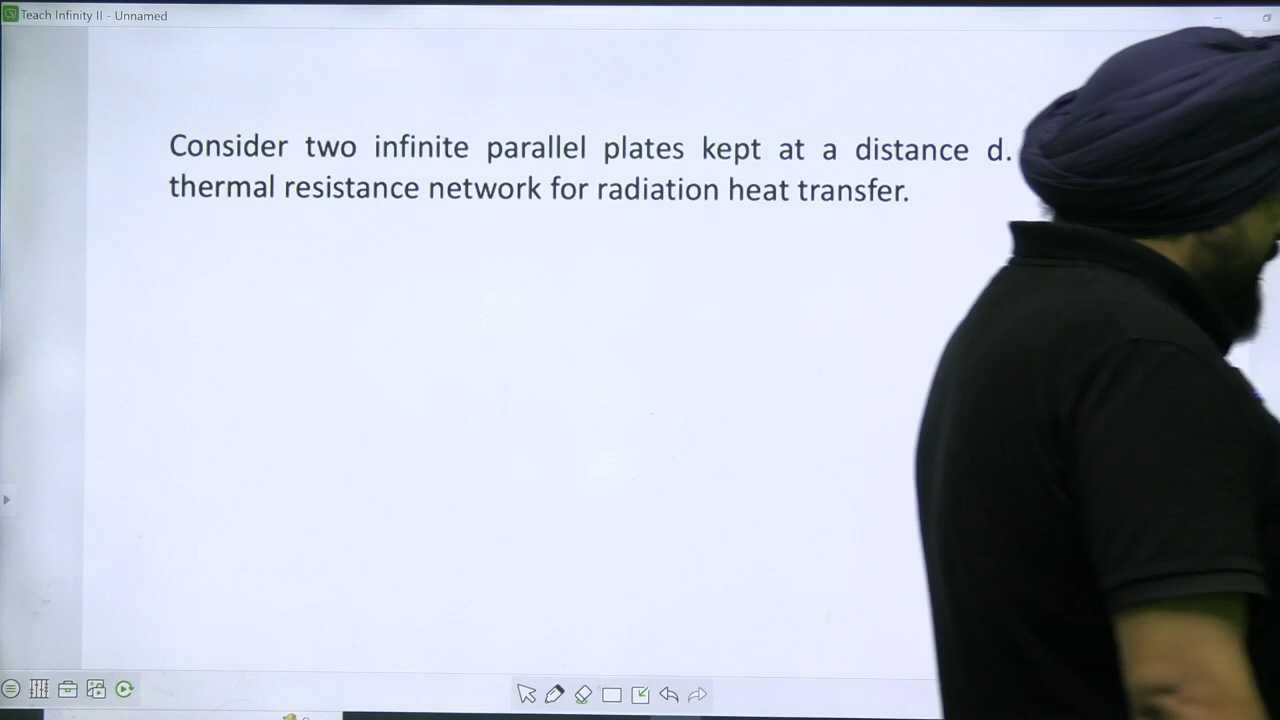 Teach Infinity II - Unnamed
Consider two infinite parallel plates kept at a distance d.
thermal resistance network for radiation heat transfer.